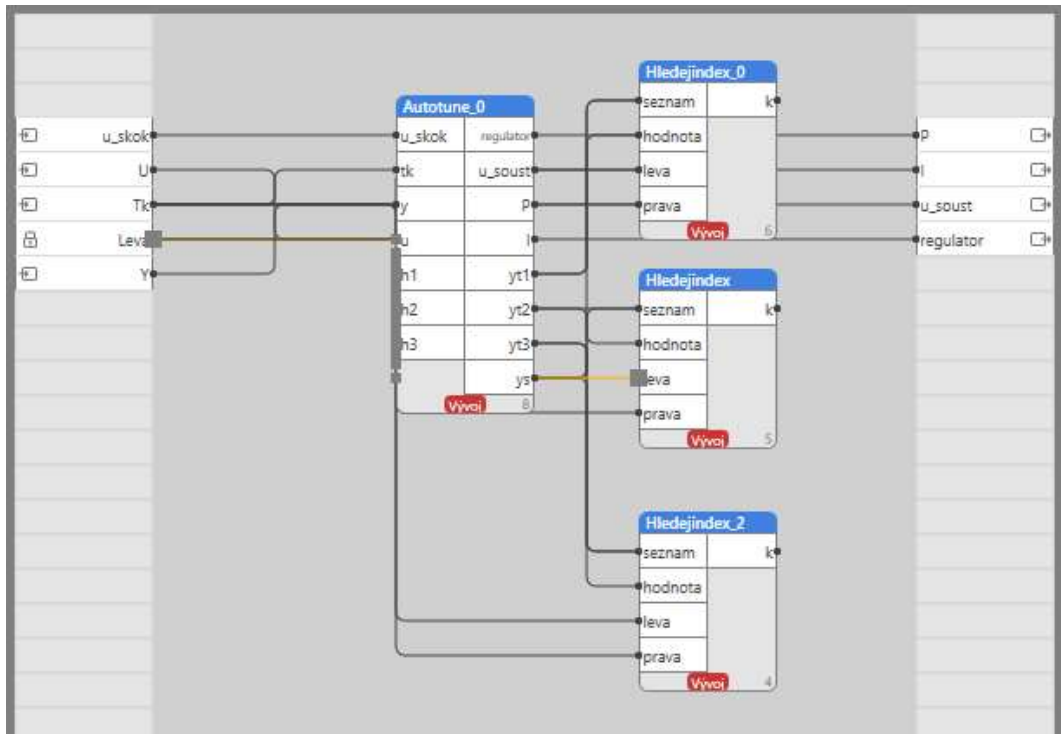 Hledejindex_0
seznam k
hodnota
leva
prava
Vývoj 6
Autotune_0
u_skok regulator
tk u_soust
y P
u I
h1 yt1
h2 yt2
h3 yt3
ys
Vývoj 8
u_skok
U
Tk
Leva
Y
P
I
u_soust
regulator
Hledejindex
seznam k
hodnota
leva
prava
Vývoj 5
Hledejindex_2
seznam k
hodnota
leva
prava
Vývoj 4